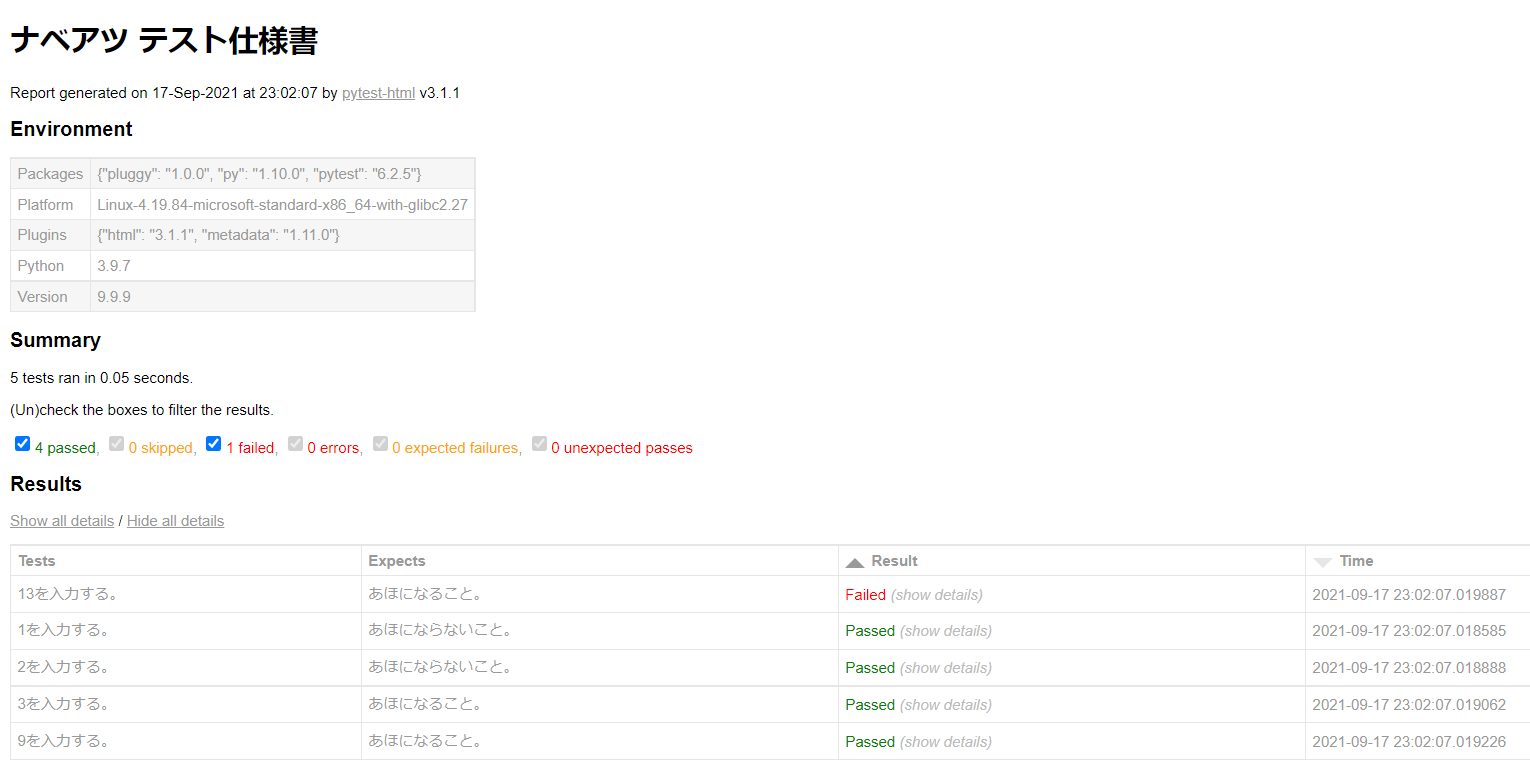 ナベアツ テスト仕様書
Report generated on 17-Sep-2021 at 23:02:07 by pytest-html v3.1.1
Environment
Packages {"pluggy": "1.0.0", "py": "1.10.0", "pytest": "6.2.5"}
Platform Linux-4.19.84-microsoft-standard-x86_64-with-glibc2.27
Plugins {"html": "3.1.1", "metadata": "1.11.0"}
Python 3.9.7
Version 9.9.9
Summary
5 tests ran in 0.05 seconds.
(Un)check the boxes to filter the results.
4 passed, 0 skipped, 1 failed, 0 errors, 0 expected failures, 0 unexpected passes
Results
Show all details / Hide all details
Tests Expects Result Time
13を入力する。 あほになること。 Failed (show details) 2021-09-17 23:02:07.019887
1を入力する。 あほにならないこと。 Passed (show details) 2021-09-17 23:02:07.018585
2を入力する。 あほにならないこと。 Passed (show details) 2021-09-17 23:02:07.018888
3を入力する。 あほになること。 Passed (show details) 2021-09-17 23:02:07.019062
9を入力する。 あほになること。 Passed (show details) 2021-09-17 23:02:07.019226